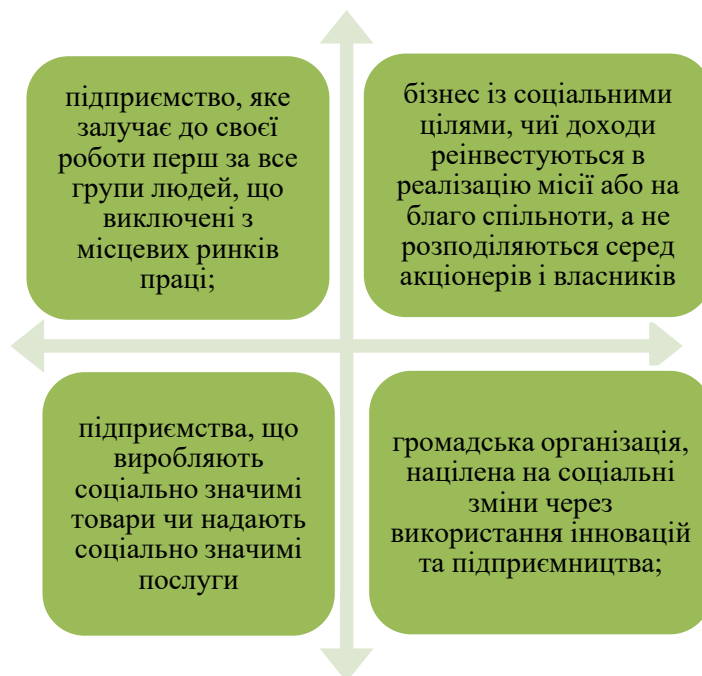 підприємство, яке
залучає до своєї
роботи перш за все
групи людей, що
виключені з
місцевих ринків
праці;
бізнес із соціальними
цілями, чиї доходи
реінвестуються в
реалізацію місії або на
благо спільноти, а не
розподіляються серед
акціонерів і власників
підприємства, що
виробляють
соціально значимі
товари чи надають
соціально значимі
послуги
громадська організація,
націлена на соціальні
зміни через
використання інновацій
та підприємництва;